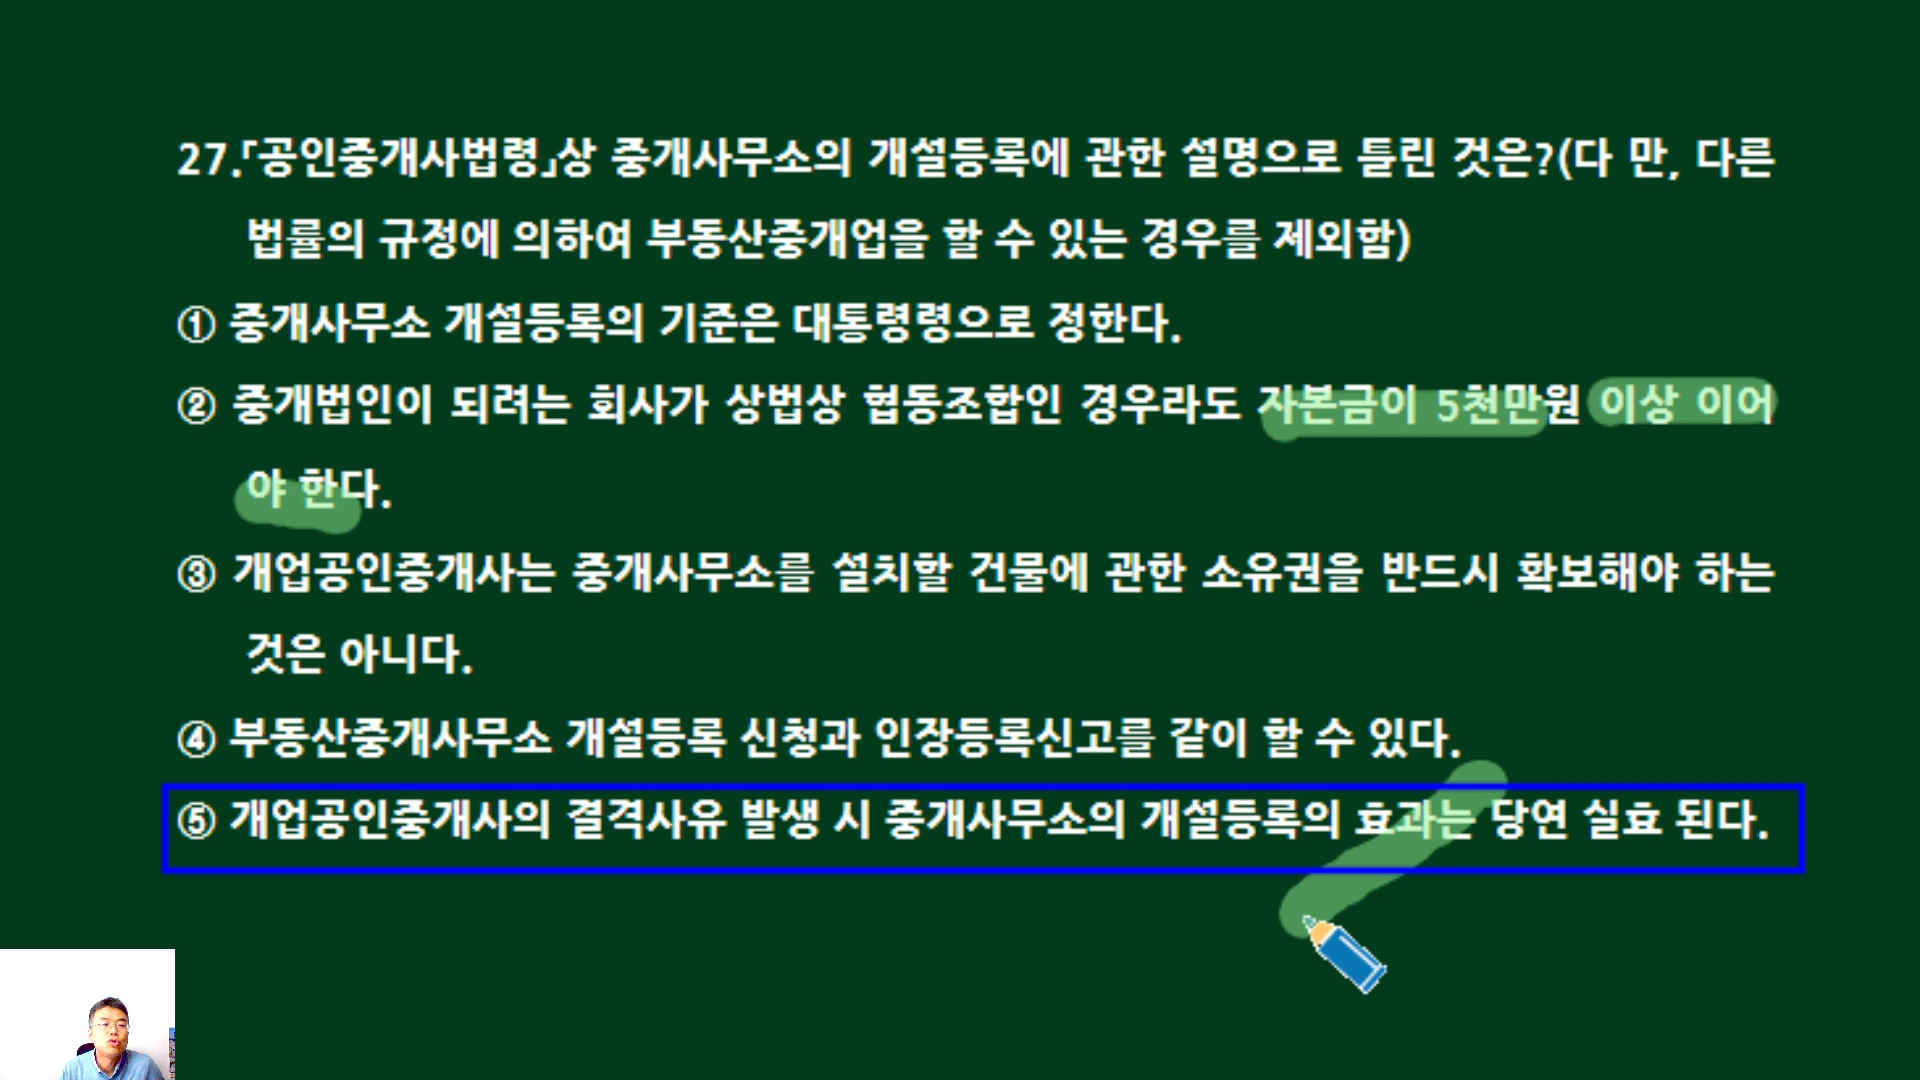 27.「공인중개사법령」상 중개사무소의 개설등록에 관한 설명으로 틀린 것은?(다 만, 다른
법률의 규정에 의하여 부동산중개업을 할 수 있는 경우를 제외함)
① 중개사무소 개설등록의 기준은 대통령령으로 정한다.
② 중개법인이 되려는 회사가 상법상 협동조합인 경우라도 자본금이 5천만원 이상 이어
야 한다.
③ 개업공인중개사는 중개사무소를 설치할 건물에 관한 소유권을 반드시 확보해야 하는
것은 아니다.
④ 부동산중개사무소 개설등록 신청과 인장등록신고를 같이 할 수 있다.
⑤ 개업공인중개사의 결격사유 발생 시 중개사무소의 개설등록의 효과는 당연 실효 된다.